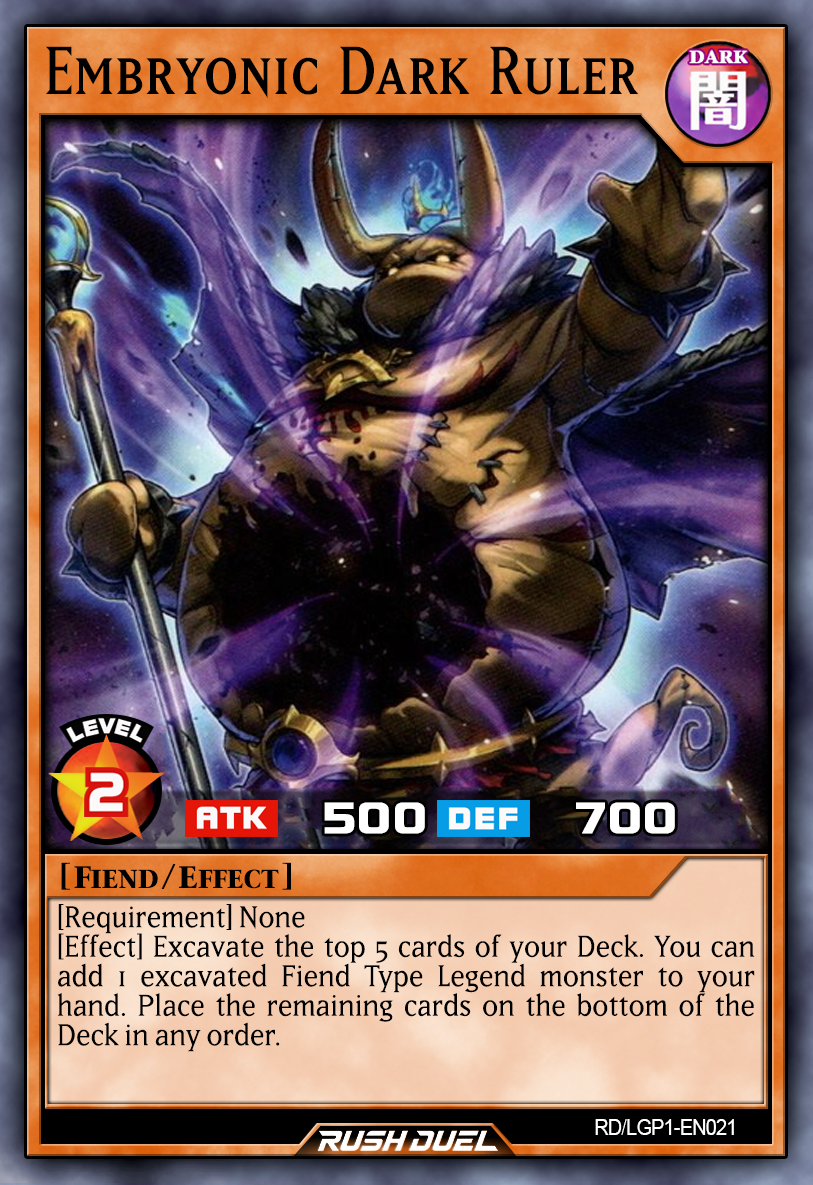 EMBRYONIC DARK RULER
DARK
闇
LEVEL
2
ATK 500 DEF 700
[FIEND/EFFECT]
[Requirement] None
[Effect] Excavate the top 5 cards of your Deck. You can
add 1 excavated Fiend Type Legend monster to your
hand. Place the remaining cards on the bottom of the
Deck in any order.
RUSH DUEL
RD/LGP1-EN021